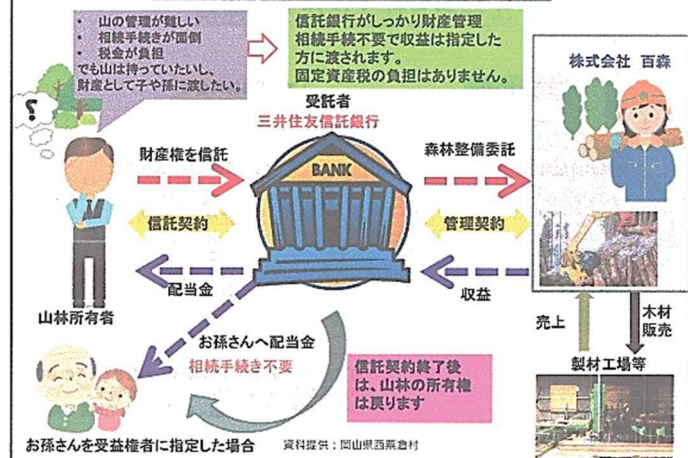 ・ 山の管理が難しい
・ 相続手続きが面倒
・ 税金が負担
でも山は持っていたいし、
財産として子や孫に渡したい。
信託銀行がしっかり財産管理
相続手続不要で収益は指定した
方に渡されます。
固定資産税の負担はありません。
?
受託者
三井住友信託銀行
株式会社 百森
財産権を信託
BANK
森林整備委託
信託契約
管理契約
配当金
収益
山林所有者
売上
木材
販売
お孫さんへ配当金
相続手続き不要
信託契約終了後
は、山林の所有権
は戻ります
製材工場等
お孫さんを受益権者に指定した場合
資料提供：岡山県西粟倉村